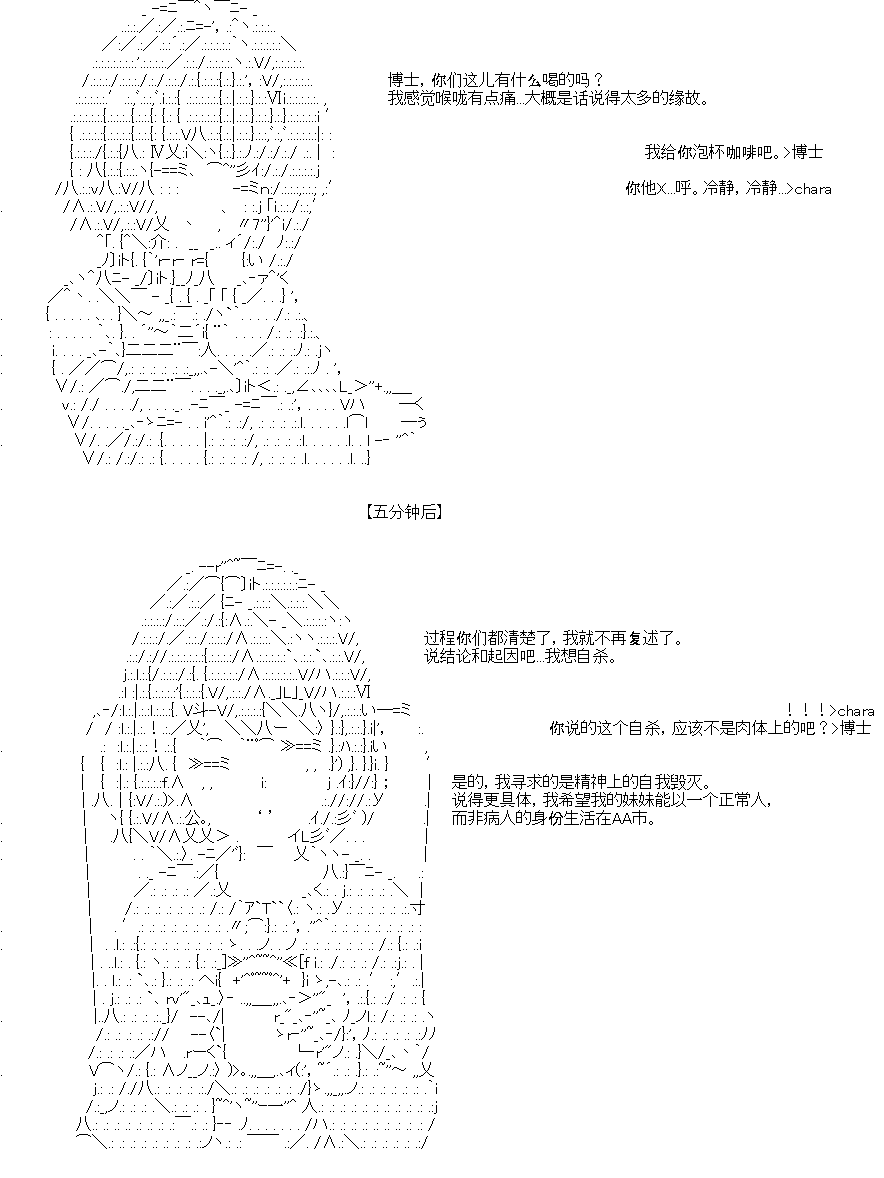 博士，你们这儿有什么喝的吗？
我感觉喉咙有点痛...大概是话说得太多的缘故。
我给你泡杯咖啡吧。>博士
你他X...呼。冷静，冷静...>chara
【五分钟后】
过程你们都清楚了，我就不再复述了。
说结论和起因吧...我想自杀。
！！！>chara
你说的这个自杀，应该不是肉体上的吧？>博士
是的，我寻求的是精神上的自我毁灭。
说得更具体，我希望我的妹妹能以一个正常人，
而非病人的身份生活在AA市。